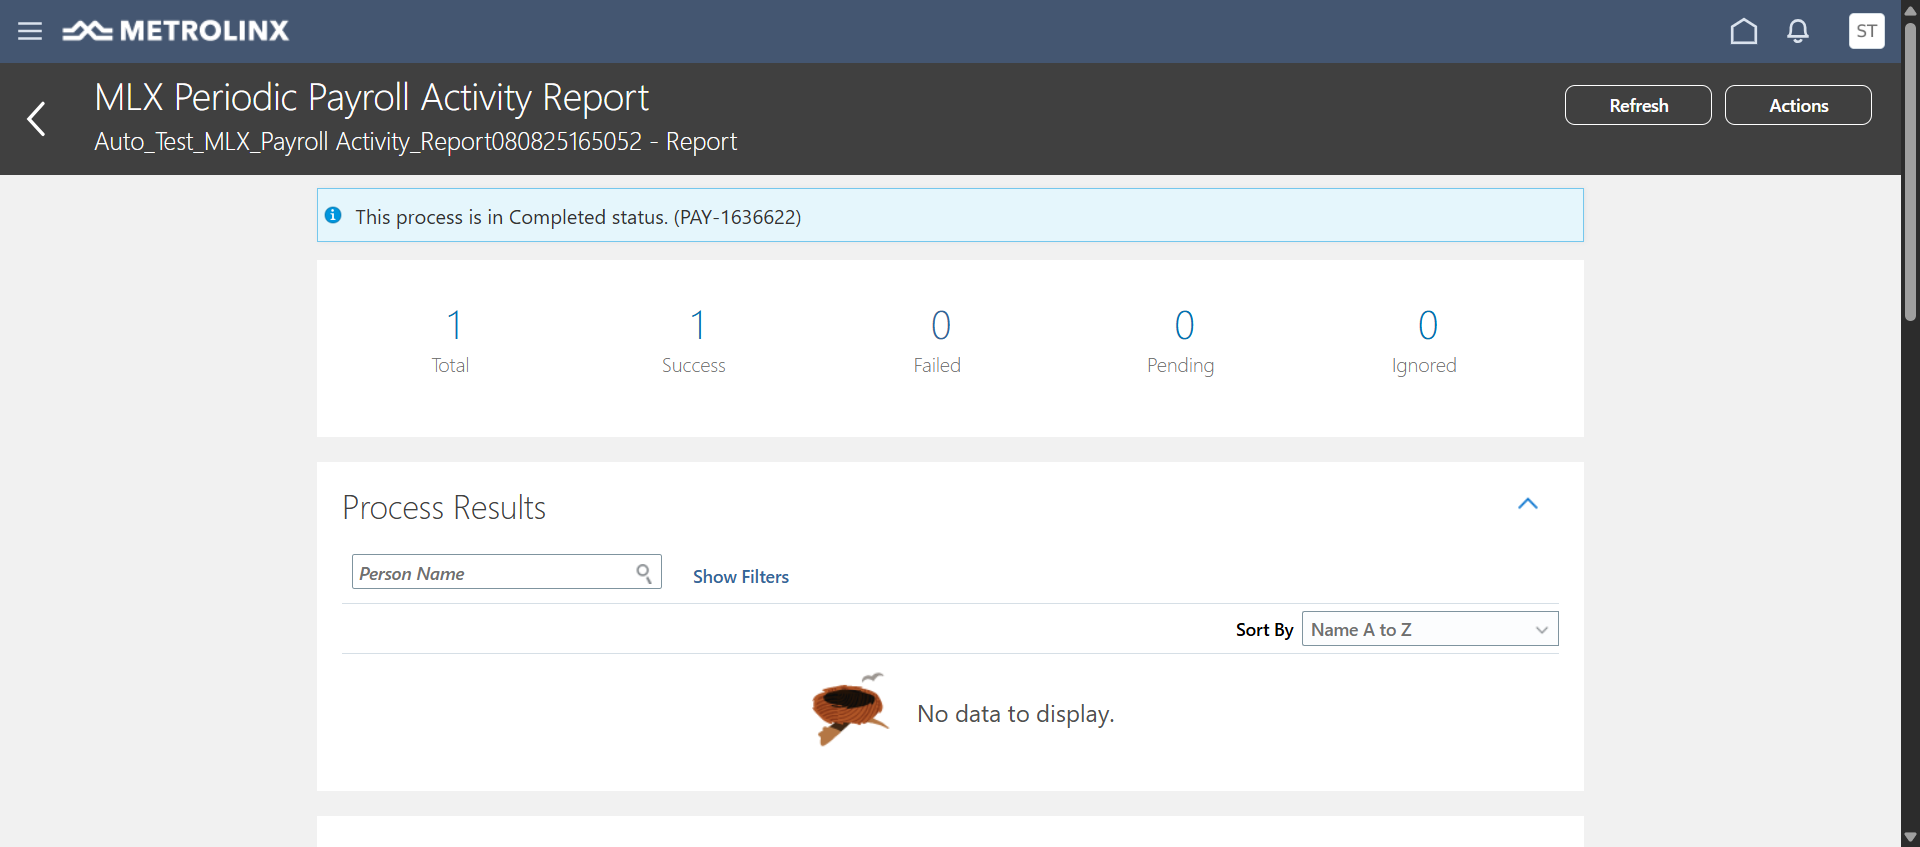 METROLINX
ST
MLX Periodic Payroll Activity Report
Auto_Test_MLX_Payroll Activity_Report080825165052 - Report
Refresh
Actions
This process is in Completed status. (PAY-1636622)
1
Total
1
Success
0
Failed
0
Pending
0
Ignored
Process Results
Person Name
Show Filters
Sort By
Name A to Z
No data to display.